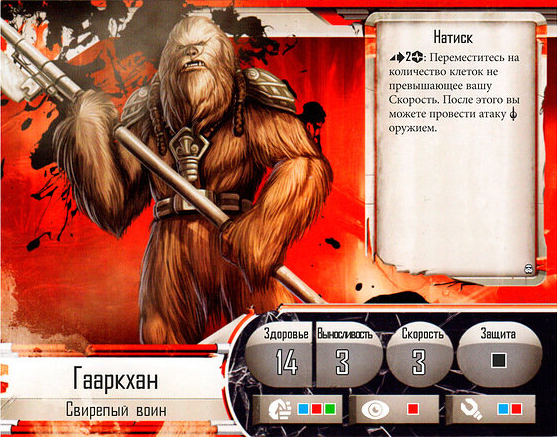 Натиск
2: Переместитесь на
количество клеток не
превышающее вашу
Скорость. После этого вы
можете провести атаку
оружием.
Здоровье
14
Выносливость
3
Скорость
3
Защита
Гааркхан
Свирепый воин